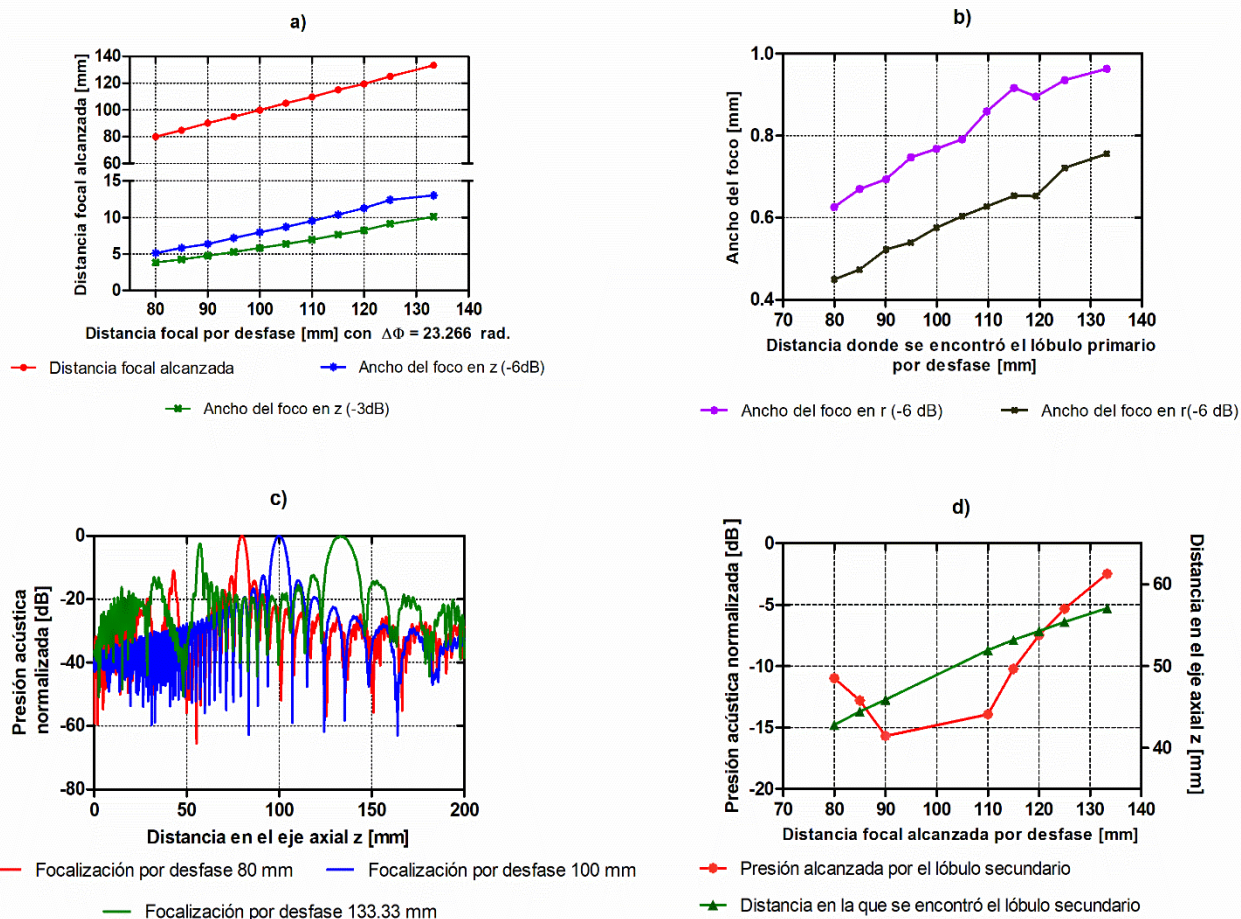 a)
Distancia focal alcanzada [mm]
140
120
100
80
60
15
10
5
0
80 90 100 110 120 130 140
Distancia focal por desfase [mm] con ΔΦ = 23.266 rad.
Distancia focal alcanzada
Ancho del foco en z (-6dB)
Ancho del foco en z (-3dB)
b)
Ancho del foco [mm]
1.0
0.8
0.6
0.4
70 80 90 100 110 120 130 140
Distancia donde se encontró el lóbulo primario
por desfase [mm]
Ancho del foco en r (-6 dB)
Ancho del foco en r(-6 dB)
c)
Presión acústica
normalizada [dB]
0
-20
-40
-60
-80
0 50 100 150 200
Distancia en el eje axial z [mm]
Focalización por desfase 80 mm
Focalización por desfase 100 mm
Focalización por desfase 133.33 mm
d)
Presión acústica normalizada [dB]
0
-5
-10
-15
-20
70 80 90 100 110 120 130 140
60
50
40
Distancia en el eje axial z
[mm]
Distancia focal alcanzada por desfase [mm]
Presión alcanzada por el lóbulo secundario
Distancia en la que se encontró el lóbulo secundario